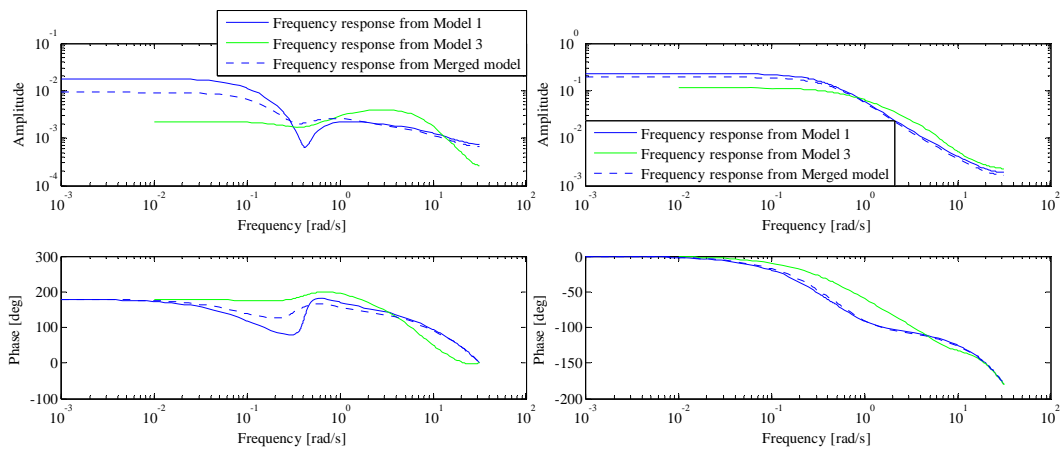 Frequency response from Model 1
Frequency response from Model 3
Frequency response from Merged model
10^-1
10^-2
10^-3
10^-4
Amplitude
10^-3 10^-2 10^-1 10^0 10^1 10^2
Frequency [rad/s]
10^0
10^-1
10^-2
10^-3
Amplitude
Frequency response from Model 1
Frequency response from Model 3
Frequency response from Merged model
10^-3 10^-2 10^-1 10^0 10^1 10^2
Frequency [rad/s]
300
200
100
0
-100
Phase [deg]
10^-3 10^-2 10^-1 10^0 10^1 10^2
Frequency [rad/s]
0
-50
-100
-150
-200
Phase [deg]
10^-3 10^-2 10^-1 10^0 10^1 10^2
Frequency [rad/s]